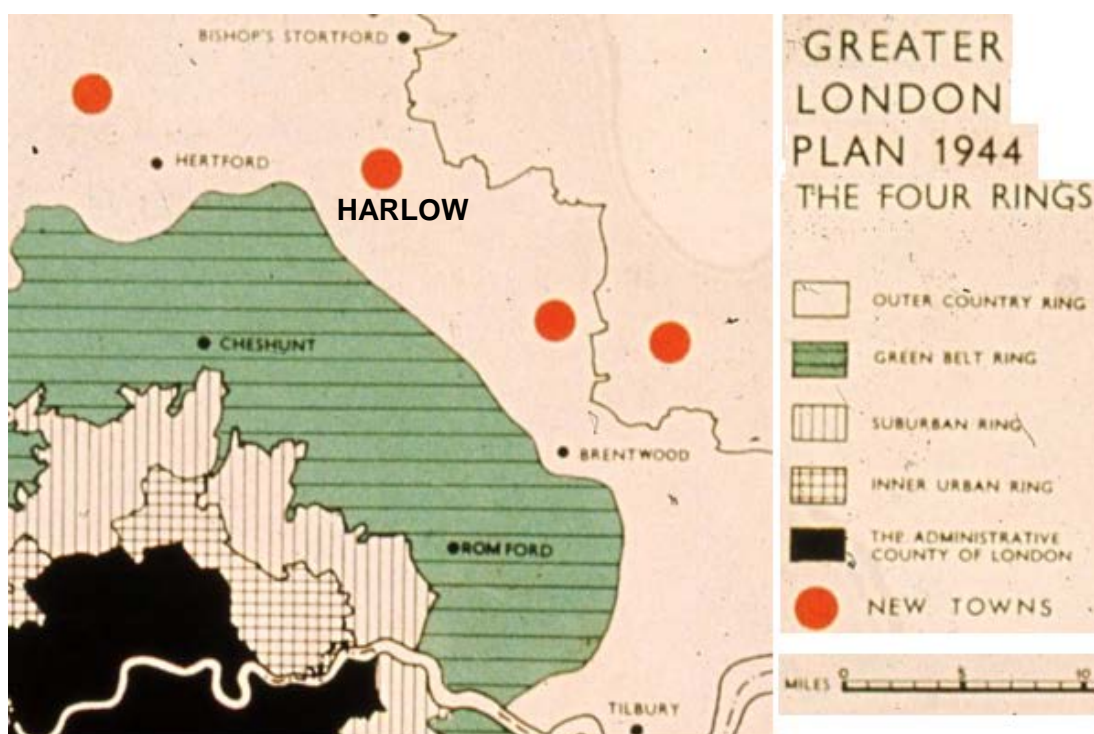 BISHOP'S STORTFORD
HERTFORD
HARLOW
CHESHUNT
BRENTWOOD
ROMFORD
TILBURY
GREATER
LONDON
PLAN 1944
THE FOUR RINGS
OUTER COUNTRY RING
GREEN BELT RING
SUBURBAN RING
INNER URBAN RING
THE ADMINISTRATIVE
COUNTY OF LONDON
NEW TOWNS
MILES 0 5 10